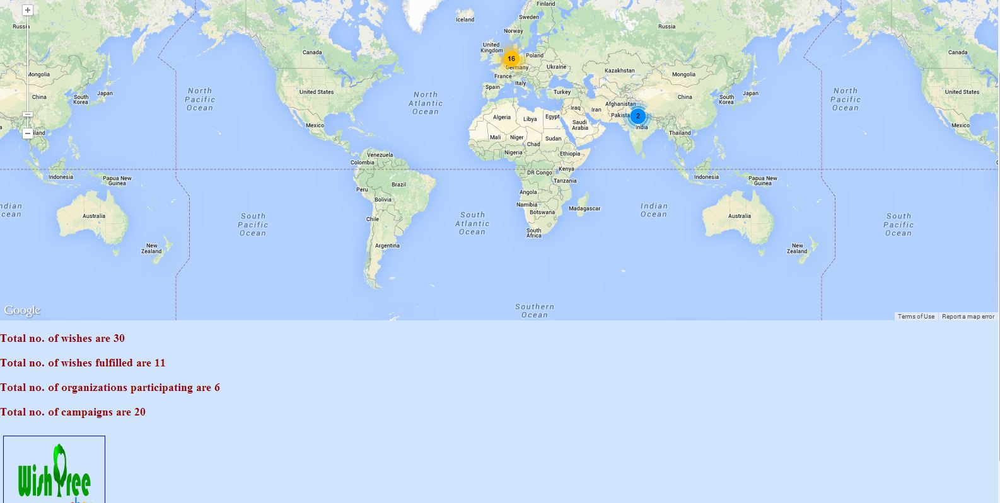 +
Finland
Iceland
Sweden
Russia
Russia
Norway
United
Kingdom
Canada
Canada
Poland
16
Germany
Ukraine
Kazakhstan
Mongolia
Mongolia
France
Italy
Spain
Turkey
United States
United States
China
China
South
Korea
Japan
South
Korea
Japan
North
Pacific
Ocean
North
Atlantic
Ocean
North
Pacific
Ocean
Afghanistan
Iraq
Iran
Pakista
2
India
Algeria
Libya
Egypt
Saudi
Arabia
Mexico
Mexico
−
land
Thailand
Mali
Niger
Sudan
Chad
Nigeria
Ethiopia
Venezuela
Colombia
Kenya
DR Congo
Tanzania
Indonesia
Papua New
Guinea
Indonesia
Papua New
Guinea
Brazil
Peru
Bolivia
Angola
Namibia
Botswana
Madagascar
ndian
cean
Indian
Ocean
Australia
Australia
South
Pacific
Ocean
South
Atlantic
Ocean
South
Pacific
Ocean
Chile
South
Africa
Argentina
New
Zealand
New
Zealand
Southern
Ocean
Google
Terms of Use
Report a map error
Total no. of wishes are 30
Total no. of wishes fulfilled are 11
Total no. of organizations participating are 6
Total no. of campaigns are 20
WishTree